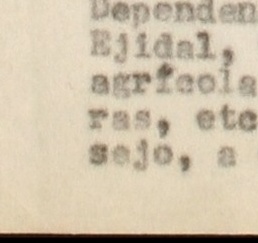 Dependen
Ejidal,
agrícola
ras, etc
sejo, a